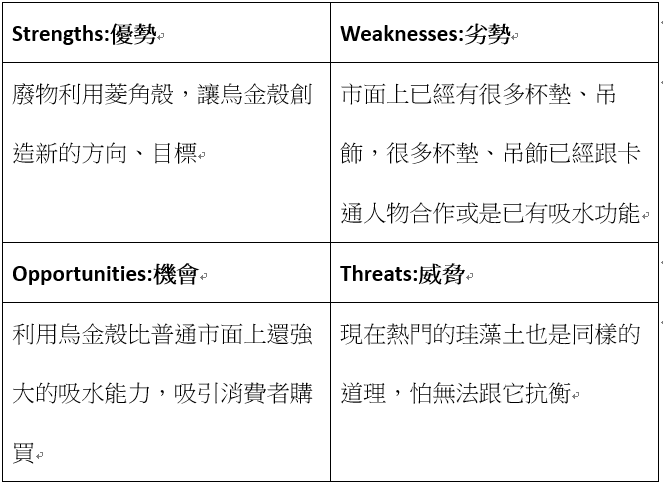 Strengths:優勢
Weaknesses:劣勢
廢物利用菱角殼，讓烏金殼創
造新的方向、目標
市面上已經有很多杯墊、吊
飾，很多杯墊、吊飾已經跟卡
通人物合作或是已有吸水功能
Opportunities:機會
Threats:威脅
利用烏金殼比普通市面上還強
大的吸水能力，吸引消費者購
買
現在熱門的珪藻土也是同樣的
道理，怕無法跟它抗衡